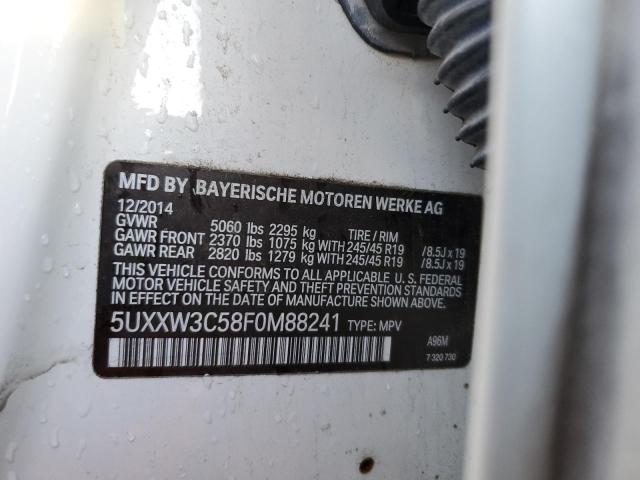 MFD BY BAYERISCHE MOTOREN WERKE AG
12/2014
GVWR 5060 lbs 2295 kg TIRE / RIM
GAWR FRONT 2370 lbs 1075 kg WITH 245/45 R19 /8.5J x 19
GAWR REAR 2820 lbs 1279 kg WITH 245/45 R19 /8.5J x 19
THIS VEHICLE CONFORMS TO ALL APPLICABLE U. S. FEDERAL
MOTOR VEHICLE SAFETY, BUMPER, AND THEFT PREVENTION
STANDARDS IN EFFECT ON THE DATE OF MANUFACTURE SHOWN ABOVE.
5UXXW3C58F0M88241 TYPE: MPV
A96M
7 320 730